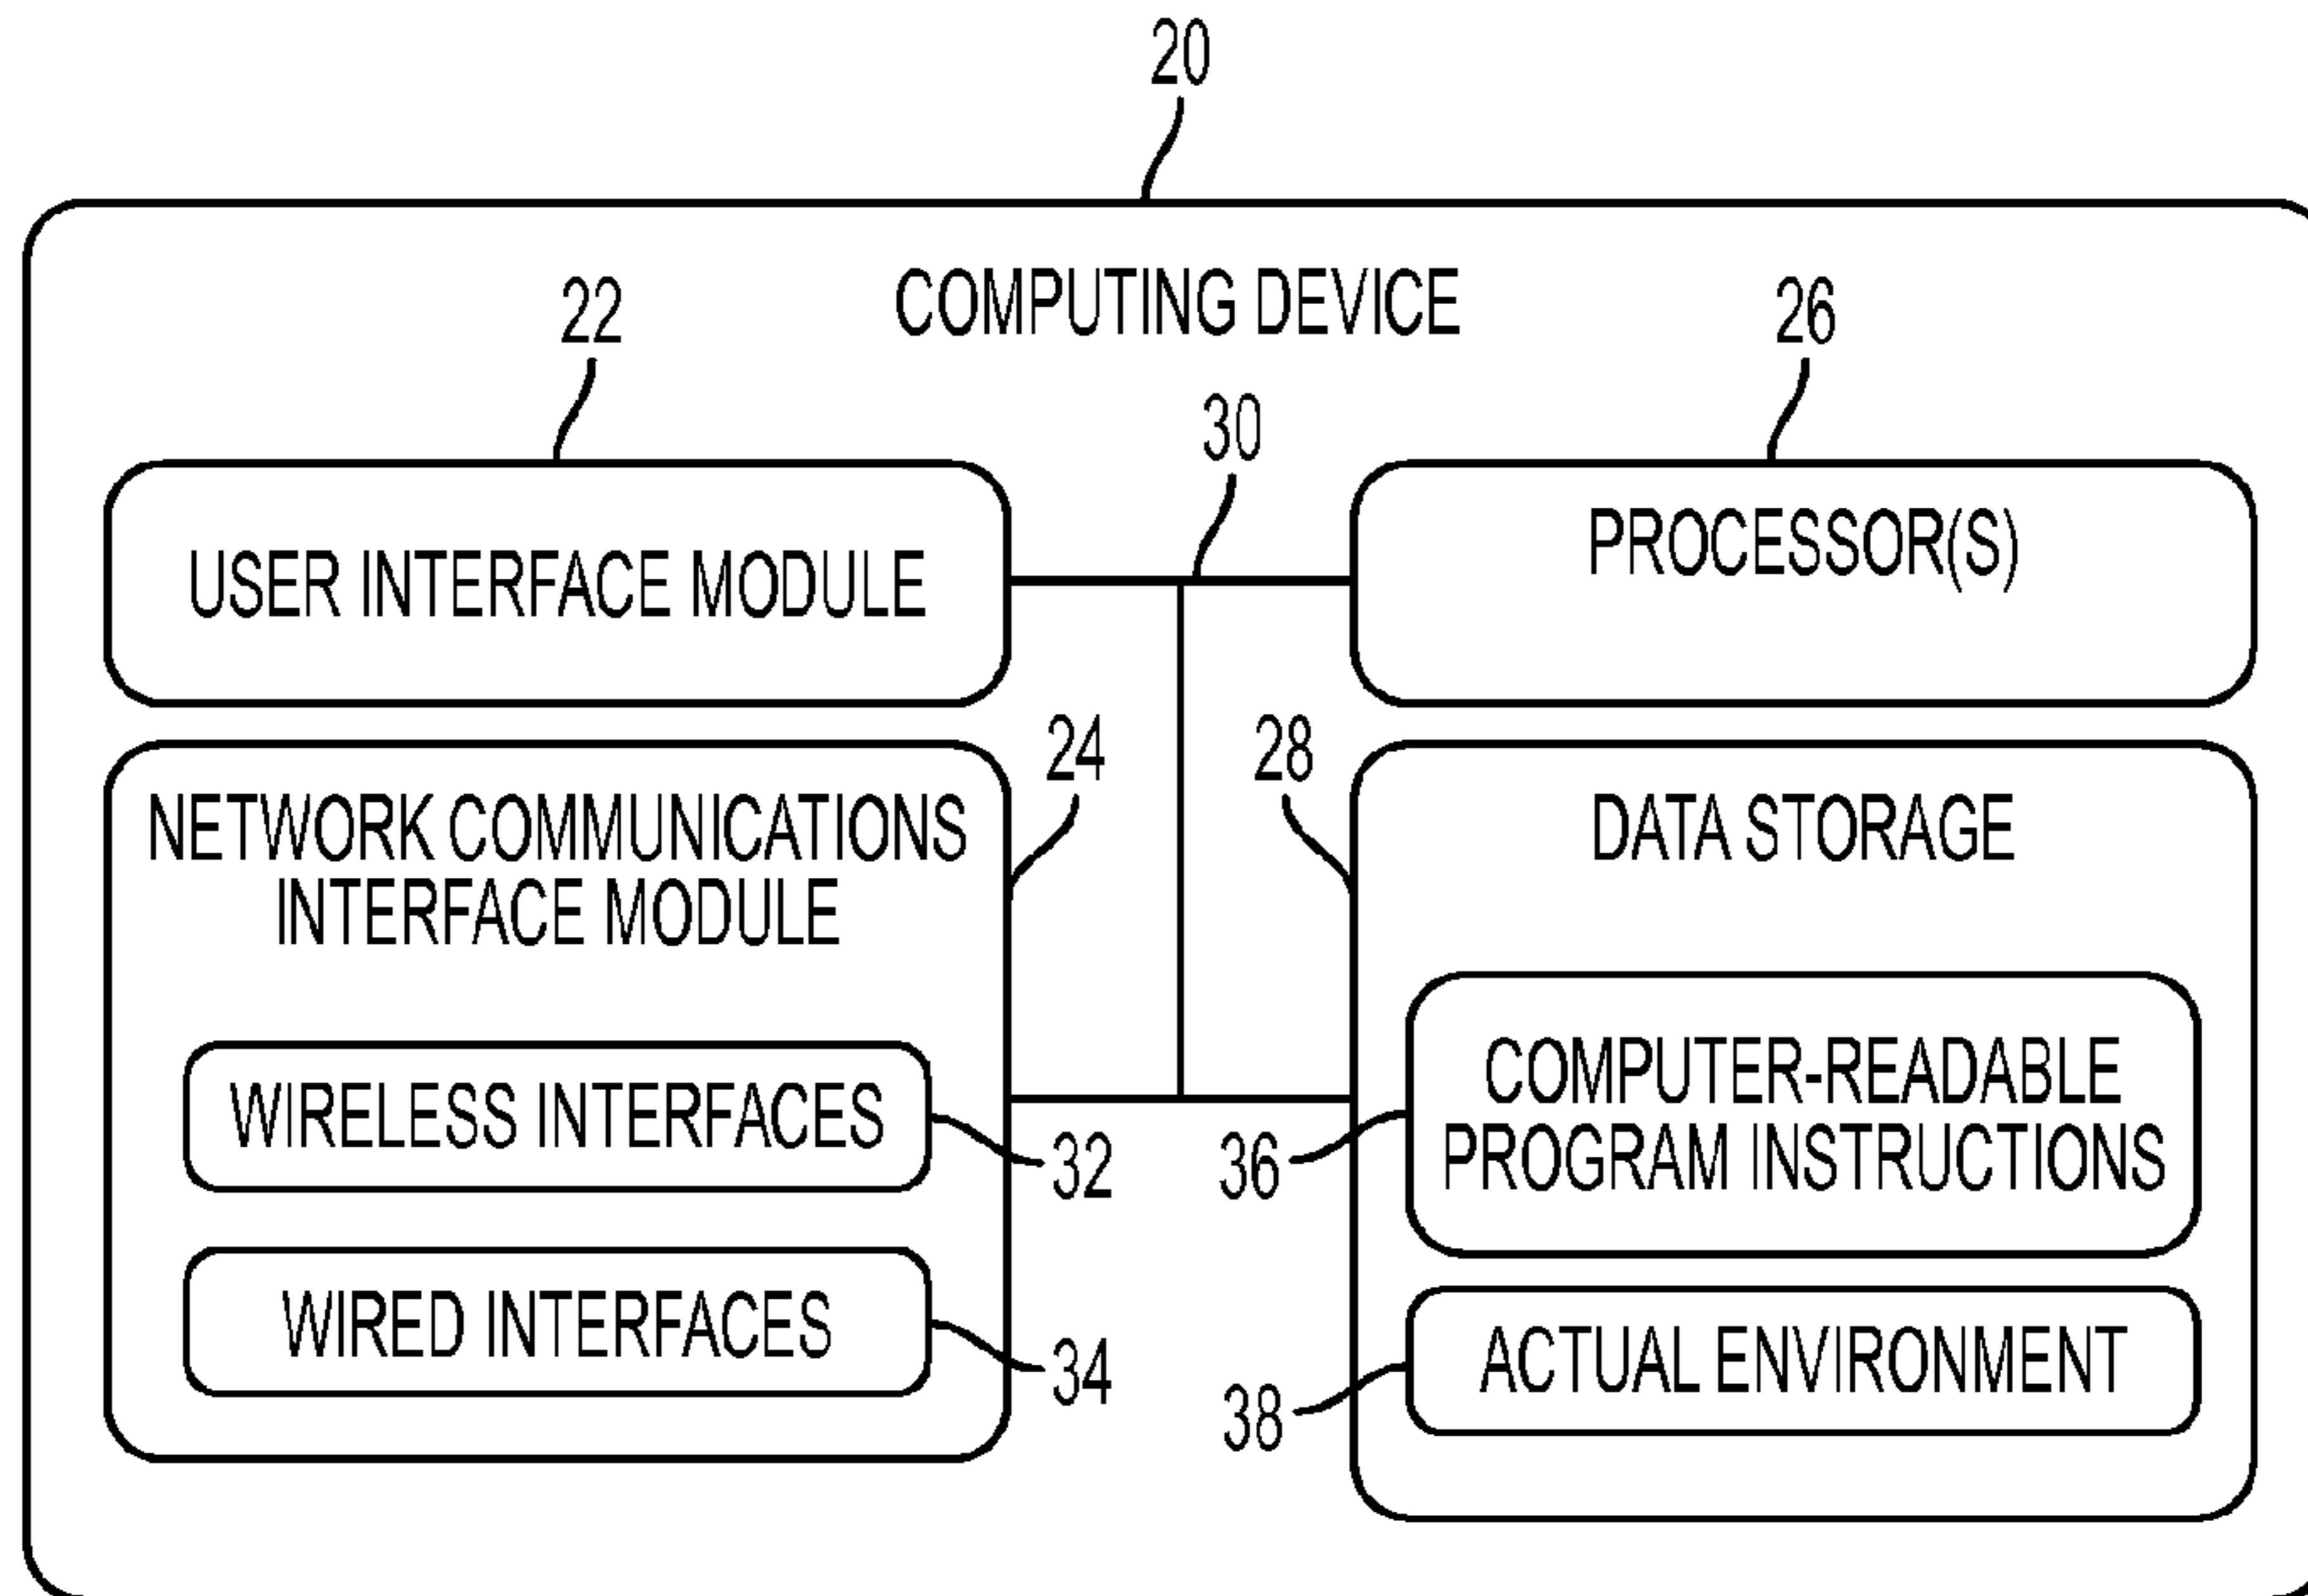 20
COMPUTING DEVICE
22
26
30
USER INTERFACE MODULE
PROCESSOR(S)
24
28
NETWORK COMMUNICATIONS
INTERFACE MODULE
DATA STORAGE
WIRELESS INTERFACES
32
36
COMPUTER-READABLE
PROGRAM INSTRUCTIONS
WIRED INTERFACES
34
38
ACTUAL ENVIRONMENT